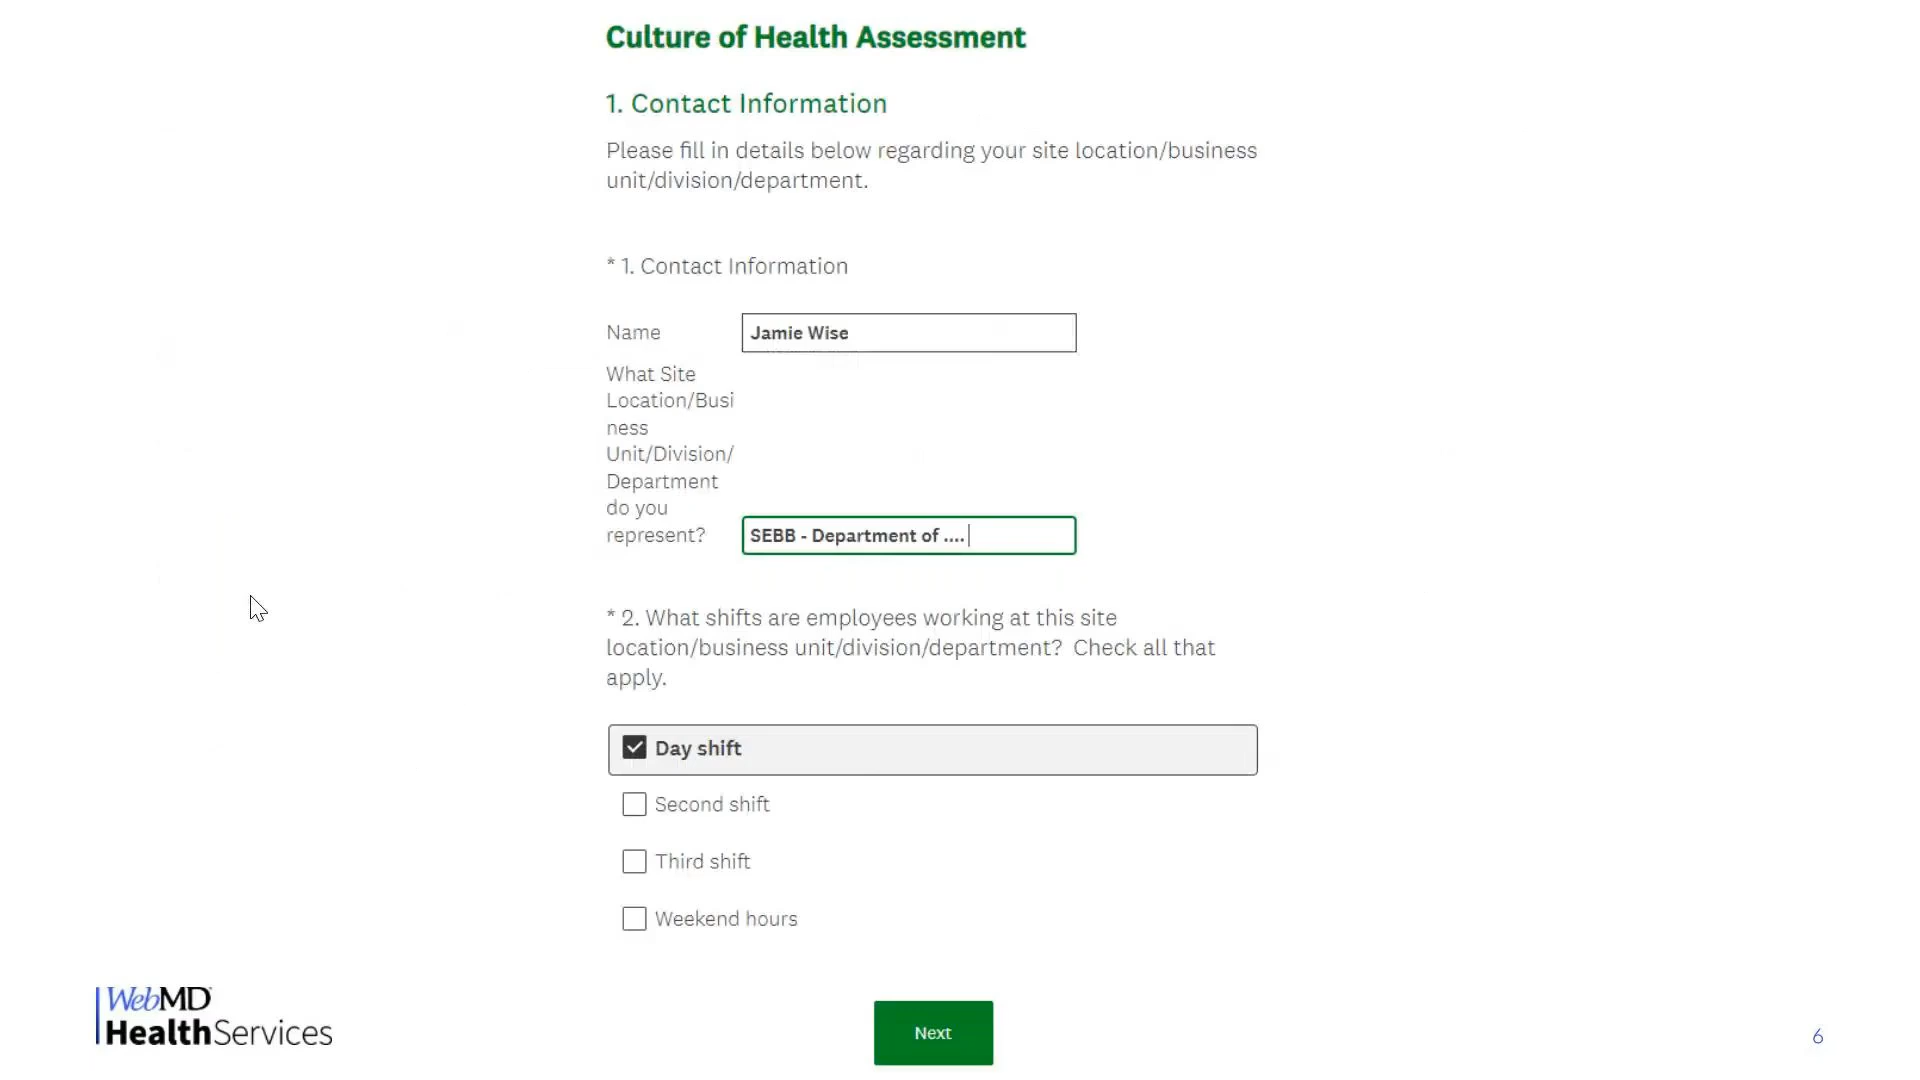 Culture of Health Assessment
1. Contact Information
Please fill in details below regarding your site location/business
unit/division/department.
* 1. Contact Information
Name
Jamie Wise
What Site
Location/Busi
ness
Unit/Division/
Department
do you
represent?
SEBB - Department of ....
* 2. What shifts are employees working at this site
location/business unit/division/department?  Check all that
apply.
Day shift
Second shift
Third shift
Weekend hours
WebMD
HealthServices
Next
6